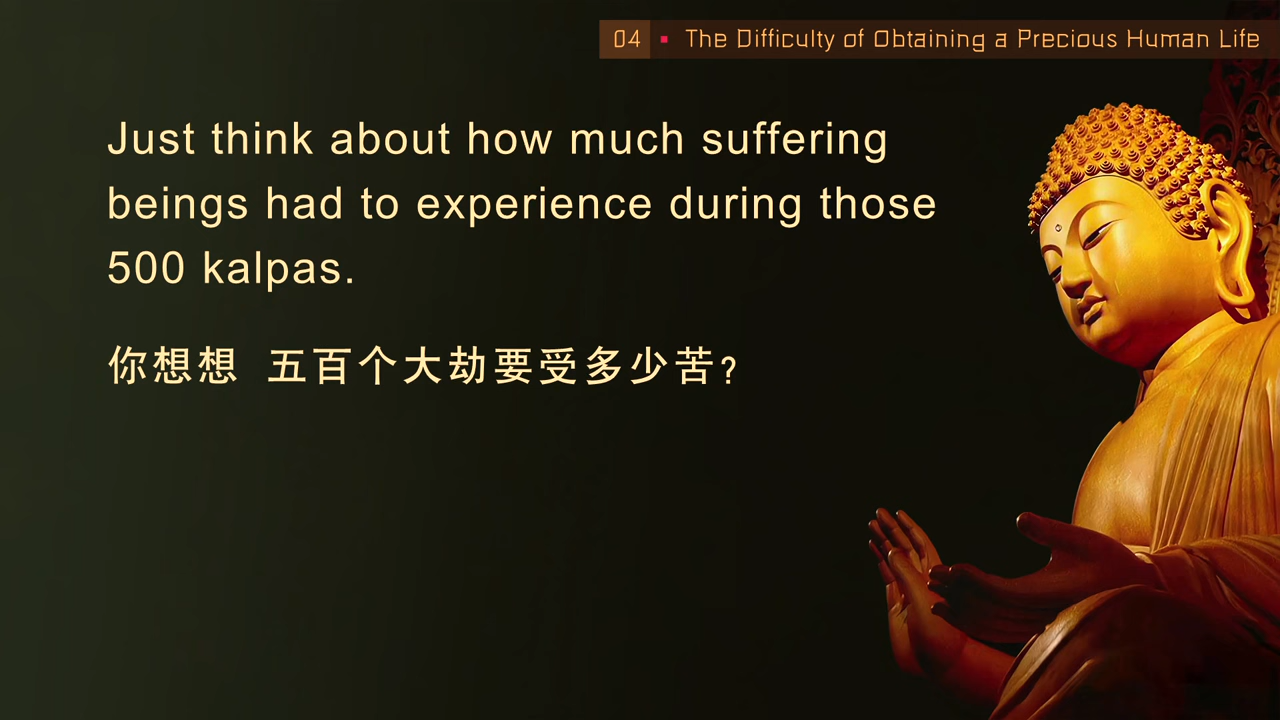 04 ▪ The Difficulty of Obtaining a Precious Human Life
Just think about how much suffering
beings had to experience during those
500 kalpas.
你想想 五百个大劫要受多少苦?